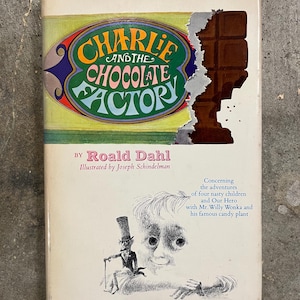 CHARLIE
AND THE
CHOCOLATE
FACTORY
BY Roald Dahl
Illustrated by Joseph Schindelman
Concerning
the adventures
of four nasty children
and Our Hero
with Mr. Willy Wonka and
his famous candy plant